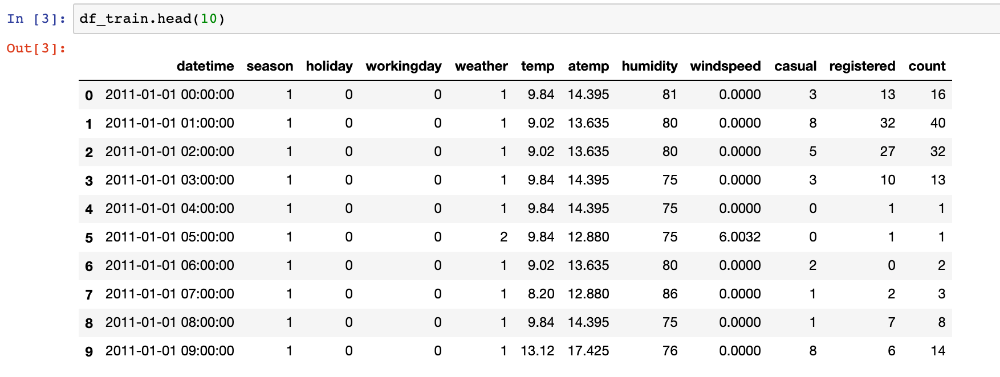 In [3]: df_train.head(10)
Out[3]:
datetime season holiday workingday weather temp atemp humidity windspeed casual registered count
0 2011-01-01 00:00:00 1 0 0 1 9.84 14.395 81 0.0000 3 13 16
1 2011-01-01 01:00:00 1 0 0 1 9.02 13.635 80 0.0000 8 32 40
2 2011-01-01 02:00:00 1 0 0 1 9.02 13.635 80 0.0000 5 27 32
3 2011-01-01 03:00:00 1 0 0 1 9.84 14.395 75 0.0000 3 10 13
4 2011-01-01 04:00:00 1 0 0 1 9.84 14.395 75 0.0000 0 1 1
5 2011-01-01 05:00:00 1 0 0 2 9.84 12.880 75 6.0032 0 1 1
6 2011-01-01 06:00:00 1 0 0 1 9.02 13.635 80 0.0000 2 0 2
7 2011-01-01 07:00:00 1 0 0 1 8.20 12.880 86 0.0000 1 2 3
8 2011-01-01 08:00:00 1 0 0 1 9.84 14.395 75 0.0000 1 7 8
9 2011-01-01 09:00:00 1 0 0 1 13.12 17.425 76 0.0000 8 6 14